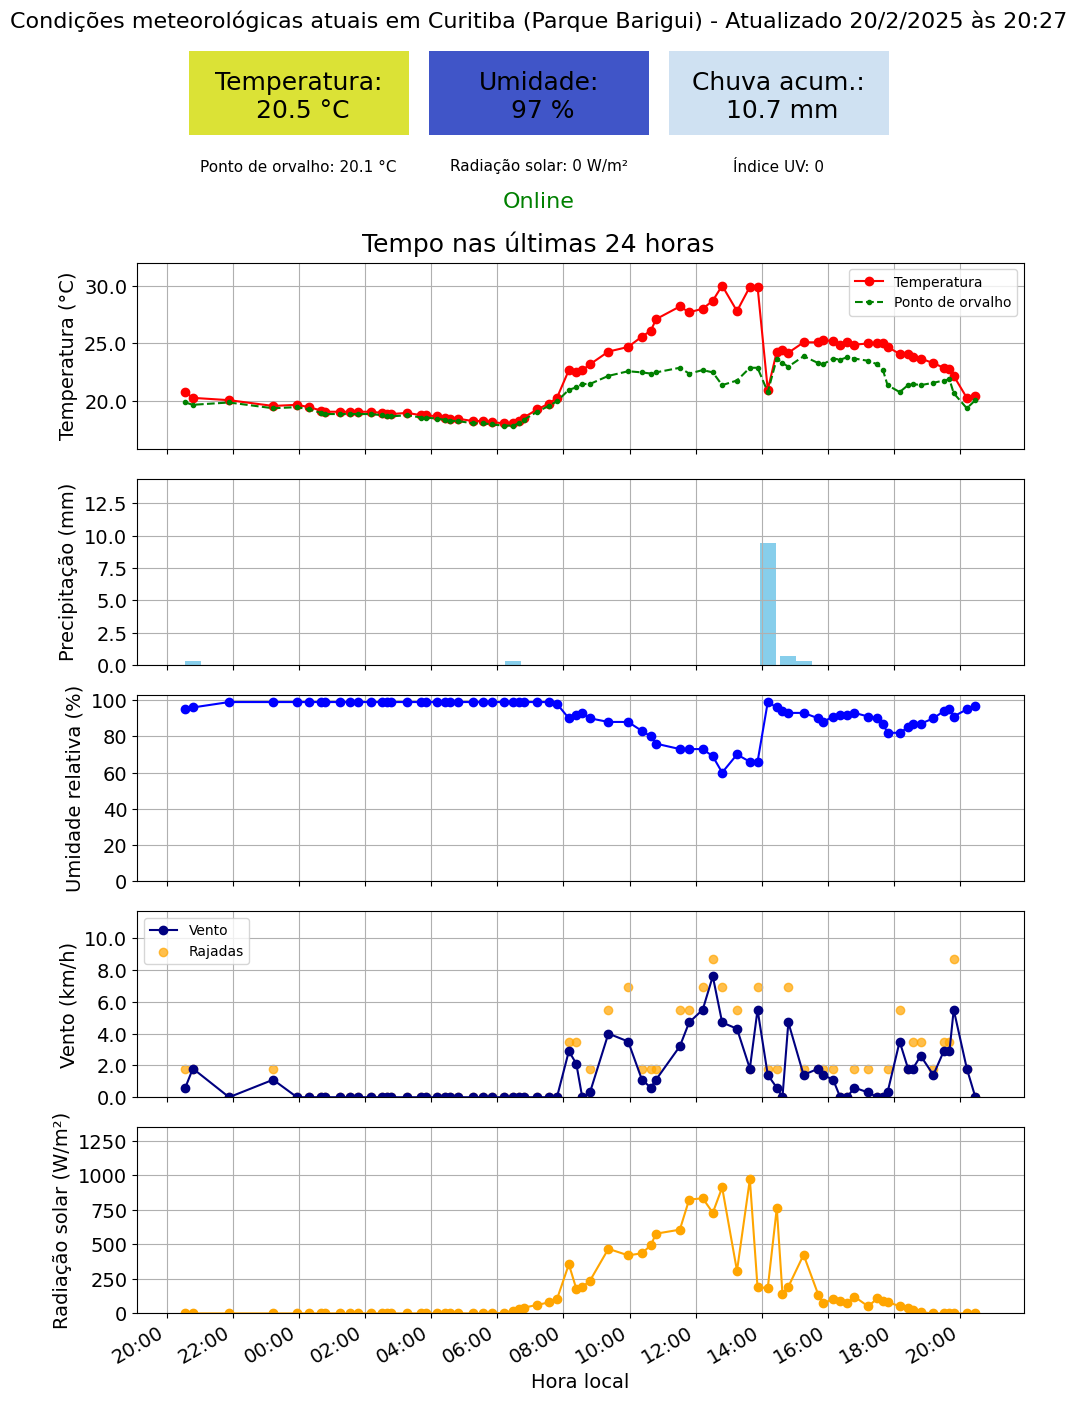 Condições meteorológicas atuais em Curitiba (Parque Barigui) - Atualizado 20/2/2025 às 20:27
Temperatura:
20.5 °C
Umidade:
97 %
Chuva acum.:
10.7 mm
Ponto de orvalho: 20.1 °C
Radiação solar: 0 W/m²
Índice UV: 0
Online
Tempo nas últimas 24 horas
Temperatura (°C)
30.0
25.0
20.0
Temperatura
Ponto de orvalho
Precipitação (mm)
12.5
10.0
7.5
5.0
2.5
0.0
Umidade relativa (%)
100
80
60
40
20
0
Vento (km/h)
10.0
8.0
6.0
4.0
2.0
0.0
Vento
Rajadas
Radiação solar (W/m²)
1250
1000
750
500
250
0
20:00
22:00
00:00
02:00
04:00
06:00
08:00
10:00
12:00
14:00
16:00
18:00
20:00
Hora local